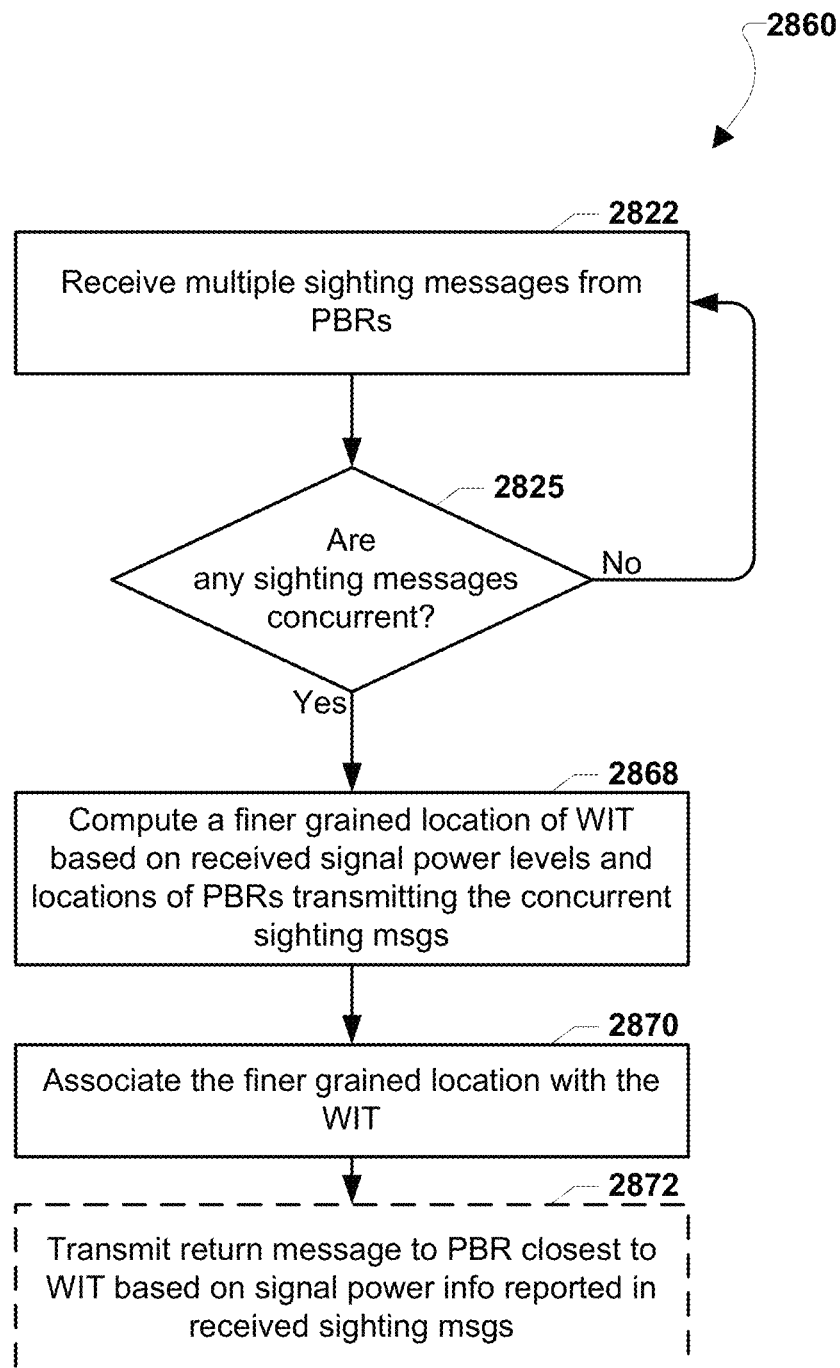 2860
2822
Receive multiple sighting messages from
PBRs
2825
Are
any sighting messages
concurrent?
No
Yes
2868
Compute a finer grained location of WIT
based on received signal power levels and
locations of PBRs transmitting the concurrent
sighting msgs
2870
Associate the finer grained location with the
WIT
2872
Transmit return message to PBR closest to
WIT based on signal power info reported in
received sighting msgs